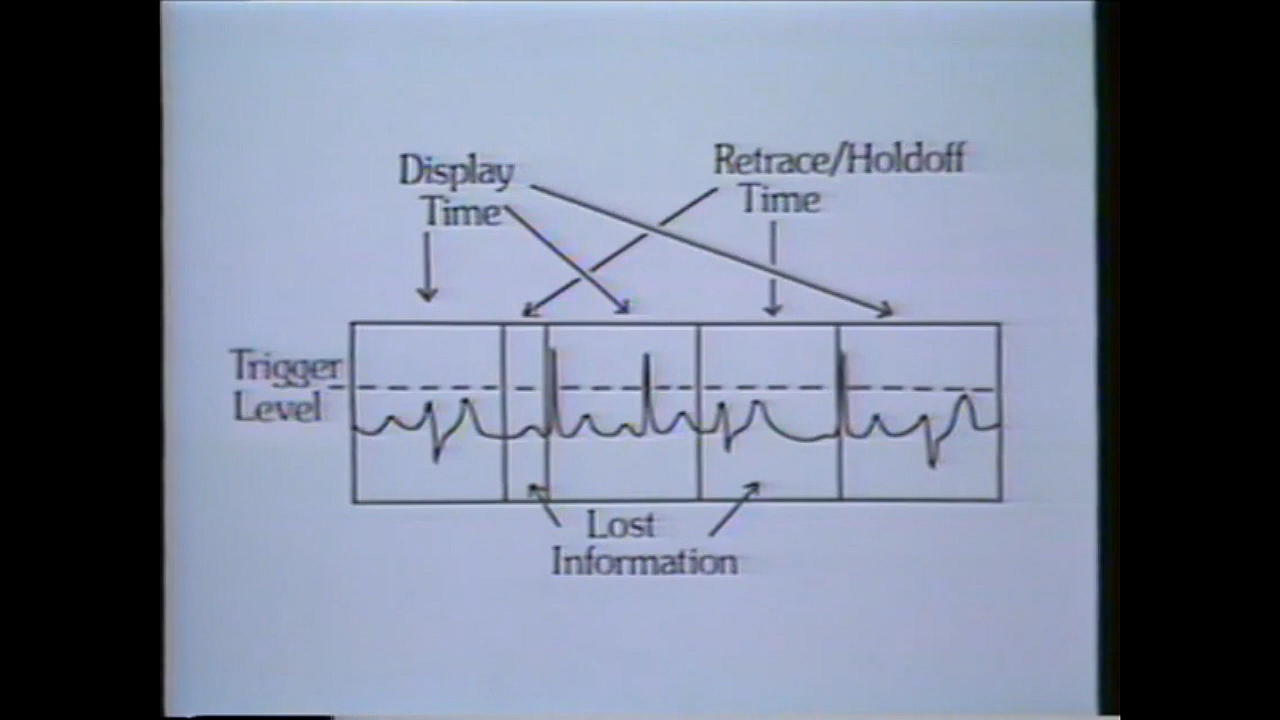 Display
Time
Retrace/Holdoff
Time
Trigger
Level
Lost
Information